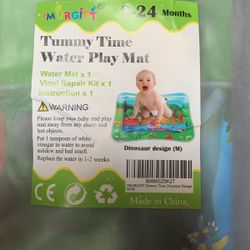 IMURGIFT
3-24 Months
Tummy Time
Water Play Mat
Water Mat x 1
Vinyl Repair Kit x 1
Instruction x 1
WARNING
Please keep your baby and play
mat away from any sharp and
hot objects.
Put 1 teaspoon of white
vinegar in water to avoid
mildew and bad smell.
Replace the water in 1-2 weeks
Dinosaur design (M)
CE
Made in China